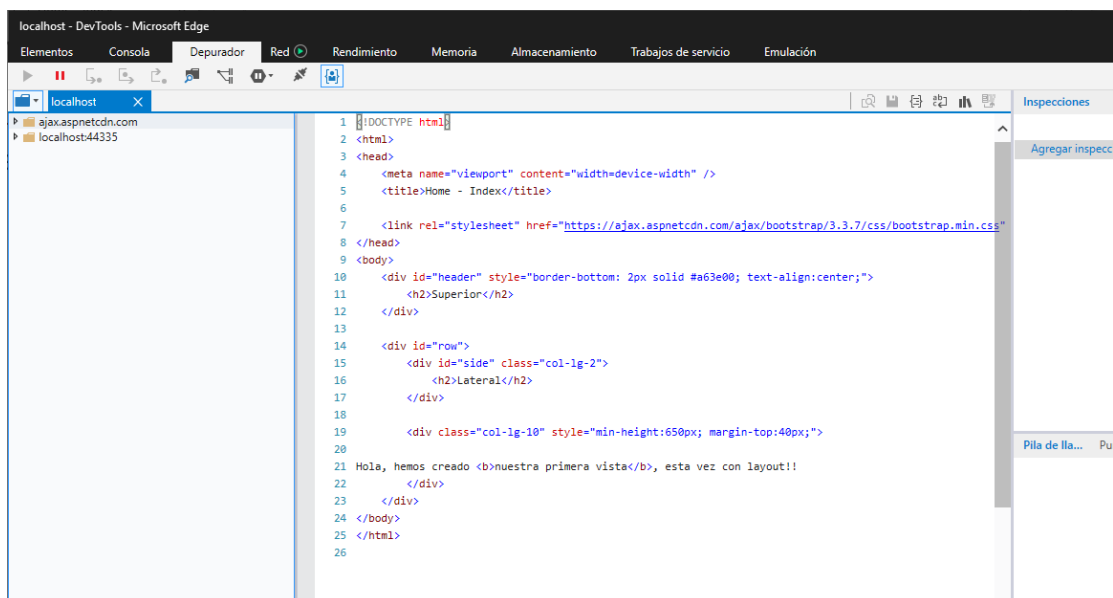 localhost - DevTools - Microsoft Edge
Elementos Consola Depurador Red Rendimiento Memoria Almacenamiento Trabajos de servicio Emulación
localhost
Inspecciones
ajax.aspnetcdn.com
localhost:44335
Agregar inspecc
1 <!DOCTYPE html>
2 <html>
3 <head>
4 <meta name="viewport" content="width=device-width" />
5 <title>Home - Index</title>
6
7 <link rel="stylesheet" href="https://ajax.aspnetcdn.com/ajax/bootstrap/3.3.7/css/bootstrap.min.css"
8 </head>
9 <body>
10 <div id="header" style="border-bottom: 2px solid #a63e00; text-align:center;">
11 <h2>Superior</h2>
12 </div>
13
14 <div id="row">
15 <div id="side" class="col-lg-2">
16 <h2>Lateral</h2>
17 </div>
18
19 <div class="col-lg-10" style="min-height:650px; margin-top:40px;">
20
21 Hola, hemos creado <b>nuestra primera vista</b>, esta vez con layout!!
22 </div>
23 </div>
24 </body>
25 </html>
26
Pila de lla... Pu